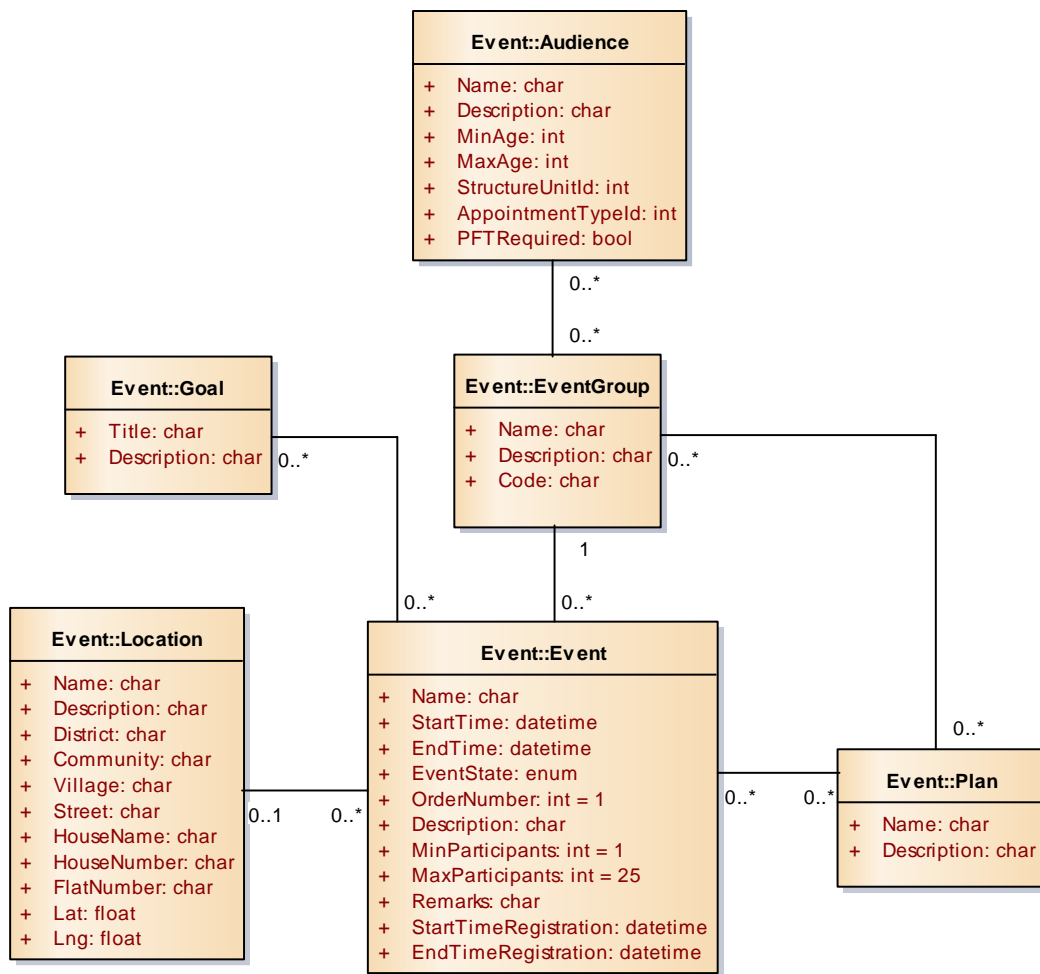 Event::Audience
+ Name: char
+ Description: char
+ MinAge: int
+ MaxAge: int
+ StructureUnitId: int
+ AppointmentTypeId: int
+ PFTRequired: bool
0..*
0..*
Event::Goal
+ Title: char
+ Description: char
0..*
Event::EventGroup
+ Name: char
+ Description: char
+ Code: char
0..*
1
0..*
0..*
Event::Location
+ Name: char
+ Description: char
+ District: char
+ Community: char
+ Village: char
+ Street: char
+ HouseName: char
+ HouseNumber: char
+ FlatNumber: char
+ Lat: float
+ Lng: float
0..1
0..*
Event::Event
+ Name: char
+ StartTime: datetime
+ EndTime: datetime
+ EventState: enum
+ OrderNumber: int = 1
+ Description: char
+ MinParticipants: int = 1
+ MaxParticipants: int = 25
+ Remarks: char
+ StartTimeRegistration: datetime
+ EndTimeRegistration: datetime
0..*
0..*
0..*
Event::Plan
+ Name: char
+ Description: char